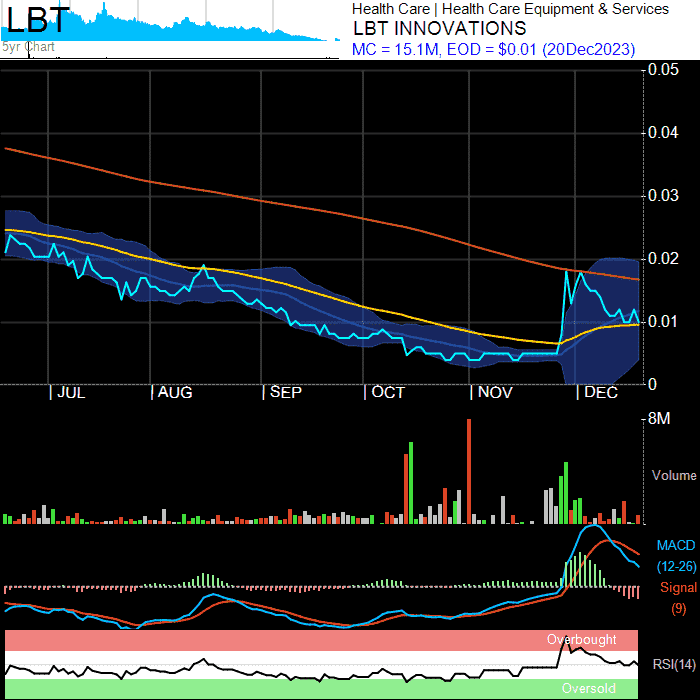 LBT
5yr Chart
Health Care | Health Care Equipment & Services
LBT INNOVATIONS
MC = 15.1M, EOD = $0.01 (20Dec2023)
0.05
0.04
0.03
0.02
0.01
0
| JUL | AUG | SEP | OCT | NOV | DEC
8M
Volume
MACD
(12-26)
Signal
(9)
Overbought
RSI(14)
Oversold